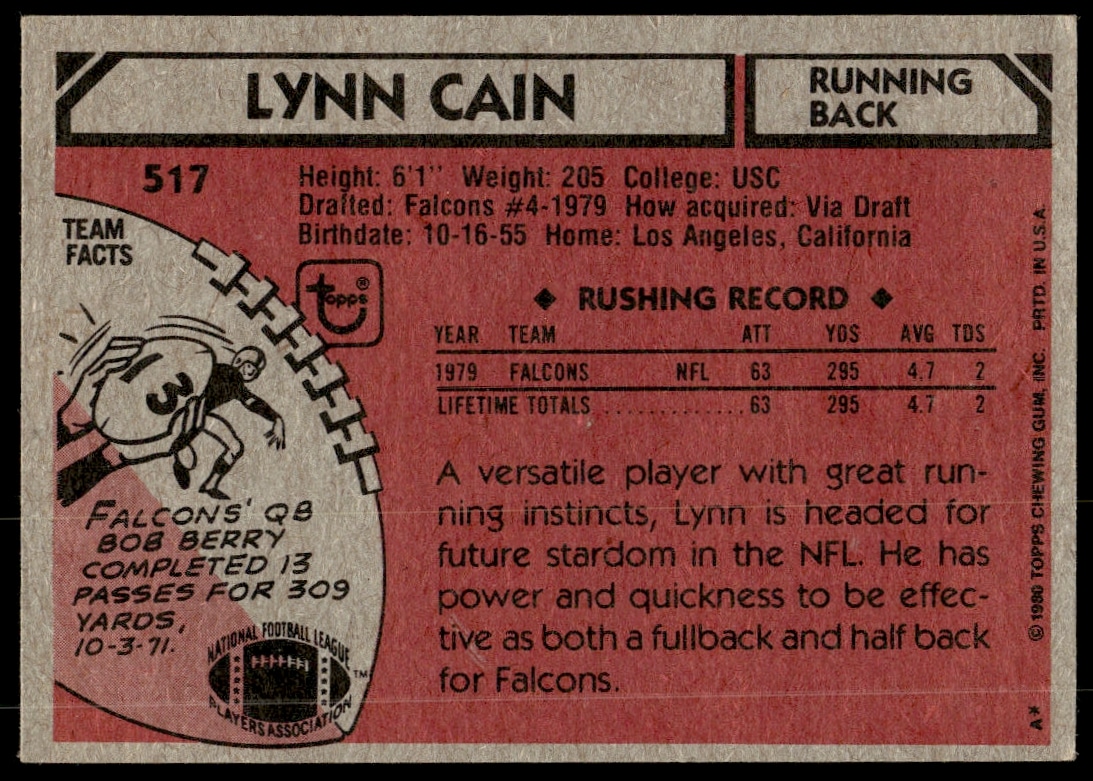 LYNN CAIN
RUNNING
BACK
517
Height: 6'1" Weight: 205 College: USC
Drafted: Falcons #4-1979 How acquired: Via Draft
Birthdate: 10-16-55 Home: Los Angeles, California
TEAM
FACTS
topps®
13
FALCONS' QB
BOB BERRY
COMPLETED 13
PASSES FOR 309
YARDS,
10-3-71.
NATIONAL FOOTBALL LEAGUE
PLAYERS ASSOCIATION
TM
◆ RUSHING RECORD ◆
YEAR TEAM ATT YDS AVG TDS
1979 FALCONS NFL 63 295 4.7 2
LIFETIME TOTALS ............. 63 295 4.7 2
A versatile player with great run-
ning instincts, Lynn is headed for
future stardom in the NFL. He has
power and quickness to be effec-
tive as both a fullback and half back
for Falcons.
A* © 1980 TOPPS CHEWING GUM, INC. PRTD. IN U.S.A.